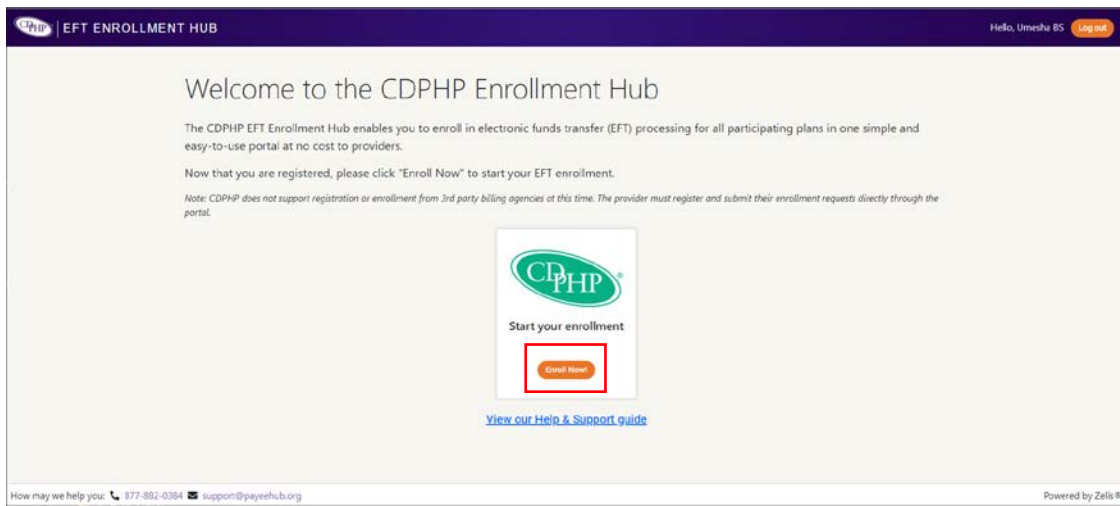 CDPHP EFT ENROLLMENT HUB
Hello, Umesha BS Log out
Welcome to the CDPHP Enrollment Hub
The CDPHP EFT Enrollment Hub enables you to enroll in electronic funds transfer (EFT) processing for all participating plans in one simple and
easy-to-use portal at no cost to providers.
Now that you are registered, please click "Enroll Now" to start your EFT enrollment.
Note: CDPHP does not support registration or enrollment from 3rd party billing agencies at this time. The provider must register and submit their enrollment requests directly through the
portal.
CDPHP®
Start your enrollment
Enroll Now!
View our Help & Support guide
How may we help you: 877-882-0384 support@payeehub.org
Powered by Zelis®